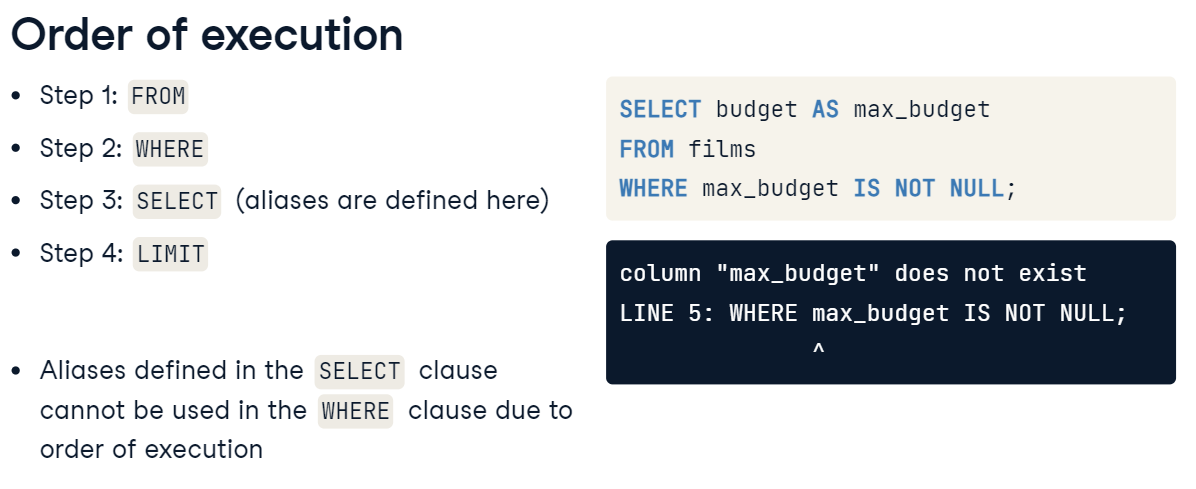 Order of execution
• Step 1: FROM
• Step 2: WHERE
• Step 3: SELECT (aliases are defined here)
• Step 4: LIMIT
• Aliases defined in the SELECT clause
cannot be used in the WHERE clause due to
order of execution
SELECT budget AS max_budget
FROM films
WHERE max_budget IS NOT NULL;
column "max_budget" does not exist
LINE 5: WHERE max_budget IS NOT NULL;
^